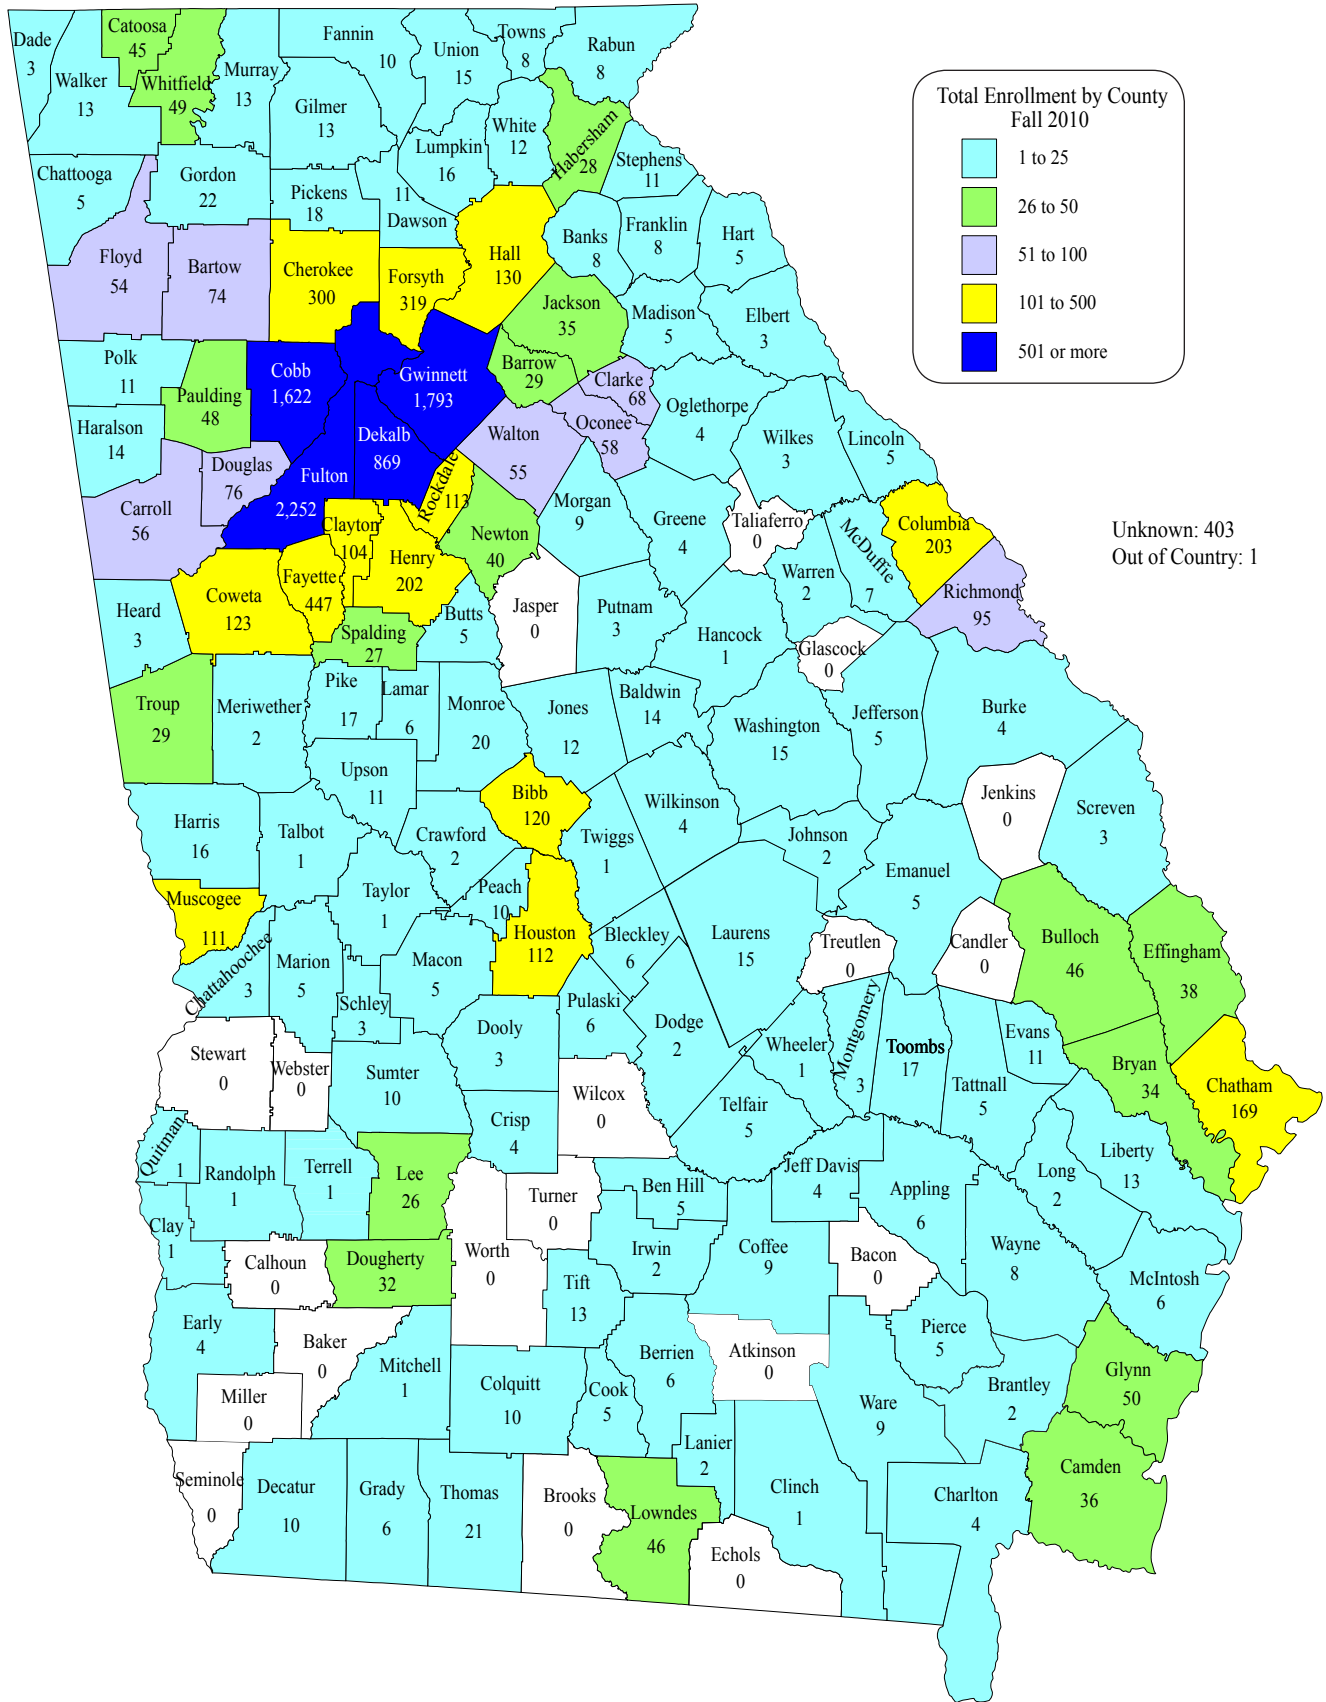 Total Enrollment by County
Fall 2010
1 to 25
26 to 50
51 to 100
101 to 500
501 or more
Unknown: 403
Out of Country: 1
Dade
3
Walker
13
Catoosa
45
Whitfield
49
Murray
13
Fannin
10
Gilmer
13
Union
15
Towns
8
Rabun
8
White
12
Lumpkin
16
Habersham
28
Stephens
11
Chattooga
5
Gordon
22
Pickens
18
11
Dawson
Floyd
54
Bartow
74
Cherokee
300
Forsyth
319
Hall
130
Banks
8
Franklin
8
Hart
5
Jackson
35
Madison
5
Elbert
3
Polk
11
Paulding
48
Cobb
1,622
Gwinnett
1,793
Barrow
29
Clarke
68
Oconee
58
Oglethorpe
4
Wilkes
3
Lincoln
5
Haralson
14
Douglas
76
Fulton
2,252
Dekalb
869
Rockdale
113
Walton
55
Carroll
56
Clayton
104
Henry
202
Newton
40
Morgan
9
Greene
4
Taliaferro
0
McDuffie
7
Columbia
203
Richmond
95
Warren
2
Heard
3
Coweta
123
Fayette
447
Spalding
27
Butts
5
Jasper
0
Putnam
3
Hancock
1
Glascock
0
Troup
29
Meriwether
2
Pike
17
Lamar
6
Monroe
20
Jones
12
Baldwin
14
Washington
15
Jefferson
5
Burke
4
Upson
11
Bibb
120
Wilkinson
4
Jenkins
0
Screven
3
Harris
16
Talbot
1
Crawford
2
Twiggs
1
Johnson
2
Emanuel
5
Muscogee
111
Taylor
1
Peach
10
Houston
112
Bleckley
6
Laurens
15
Treutlen
0
Candler
0
Bulloch
46
Effingham
38
Chattahoochee
3
Marion
5
Schley
3
Macon
5
Dooly
3
Pulaski
6
Dodge
2
Wheeler
1
Montgomery
3
Toombs
17
Tattnall
5
Evans
11
Bryan
34
Chatham
169
Stewart
0
Webster
0
Sumter
10
Crisp
4
Wilcox
0
Telfair
5
Quitman
1
Randolph
1
Terrell
1
Lee
26
Turner
0
Ben Hill
5
Jeff Davis
4
Appling
6
Long
2
Liberty
13
Clay
1
Calhoun
0
Dougherty
32
Worth
0
Tift
13
Irwin
2
Coffee
9
Bacon
0
Wayne
8
McIntosh
6
Early
4
Baker
0
Mitchell
1
Berrien
6
Atkinson
0
Pierce
5
Brantley
2
Glynn
50
Miller
0
Colquitt
10
Cook
5
Lanier
2
Ware
9
Camden
36
Seminole
0
Decatur
10
Grady
6
Thomas
21
Brooks
0
Lowndes
46
Echols
0
Clinch
1
Charlton
4